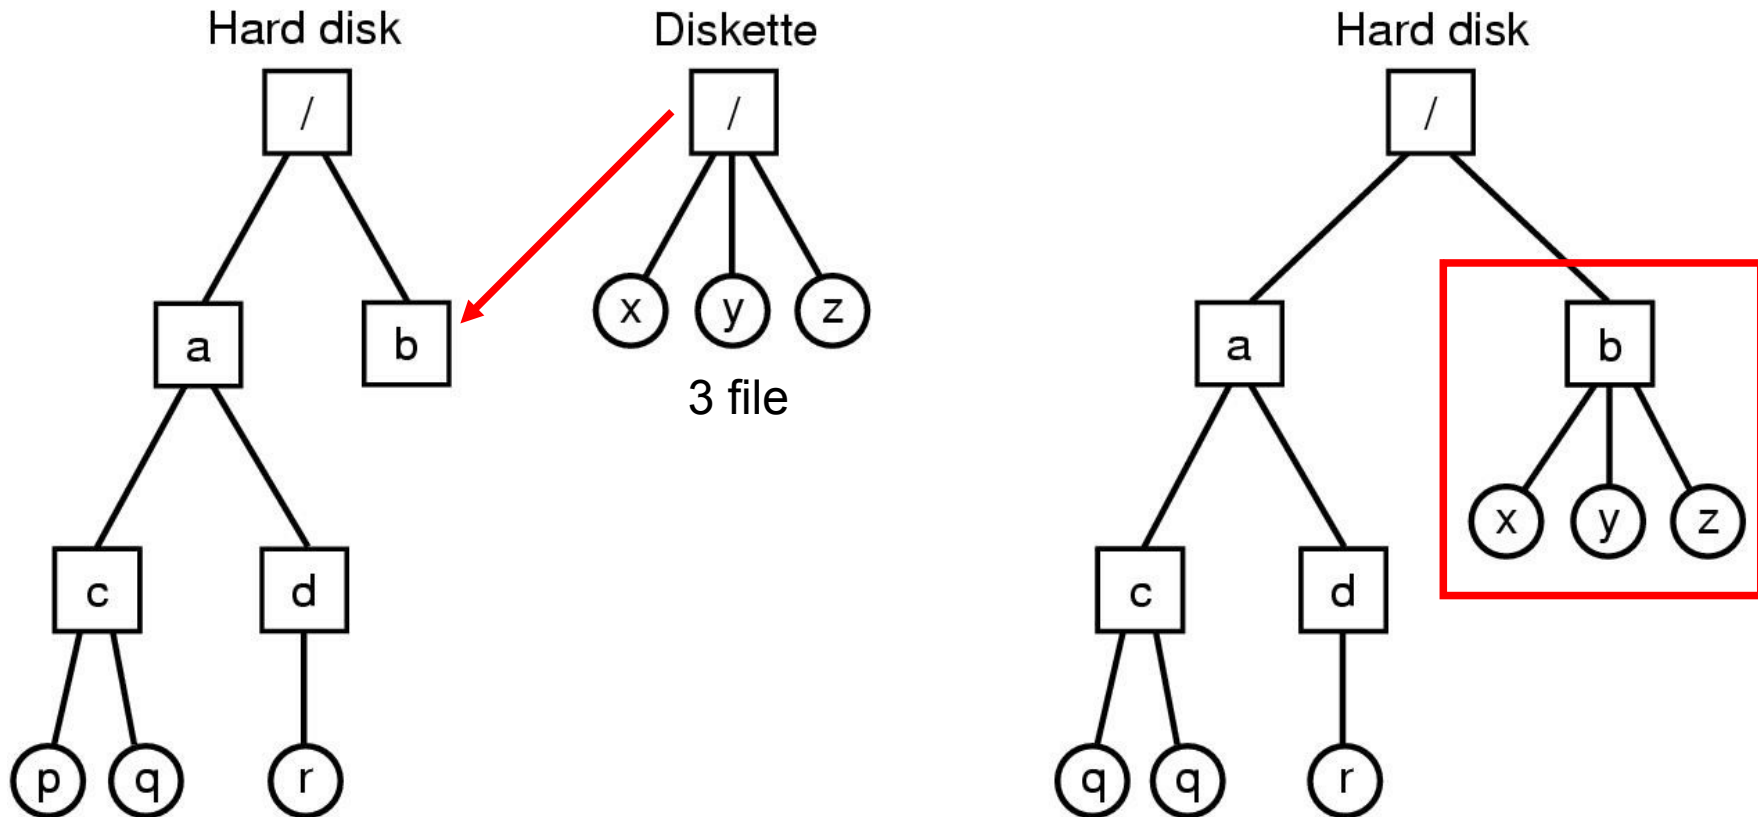 Hard disk Diskette Hard disk
/ / /
x y z
a b a b
3 file
x y z
c d c d
p q r q q r